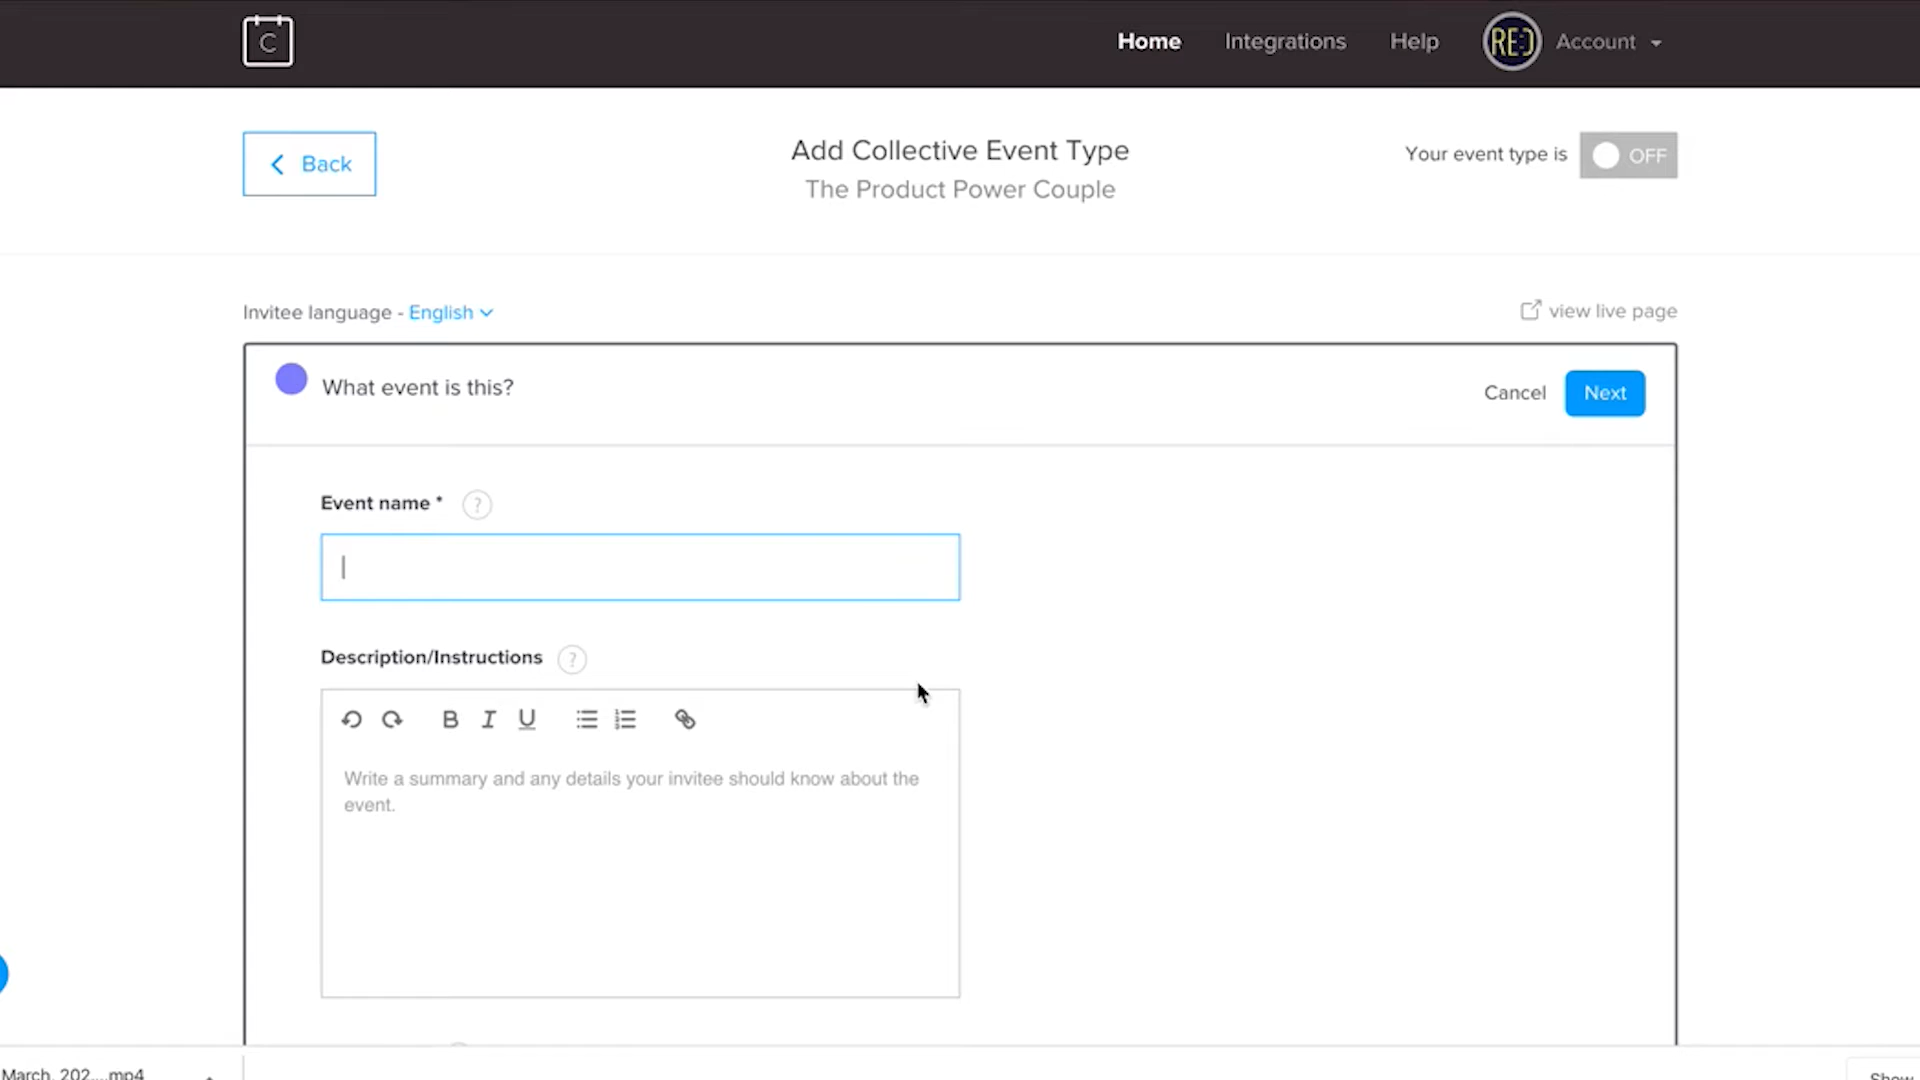 C
Home
Integrations
Help
RED
Account
Back
Add Collective Event Type
The Product Power Couple
Your event type is
OFF
Invitee language - English
view live page
What event is this?
Cancel
Next
Event name *
?
Description/Instructions
?
B I U
Write a summary and any details your invitee should know about the
event.
March, 202....mp4
Show